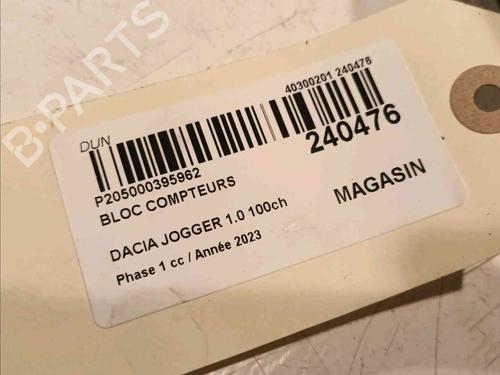 B-PARTS
DUN
40300201 240476
P205000395962
240476
BLOC COMPTEURS
DACIA JOGGER 1.0 100ch
MAGASIN
Phase 1 cc / Année 2023